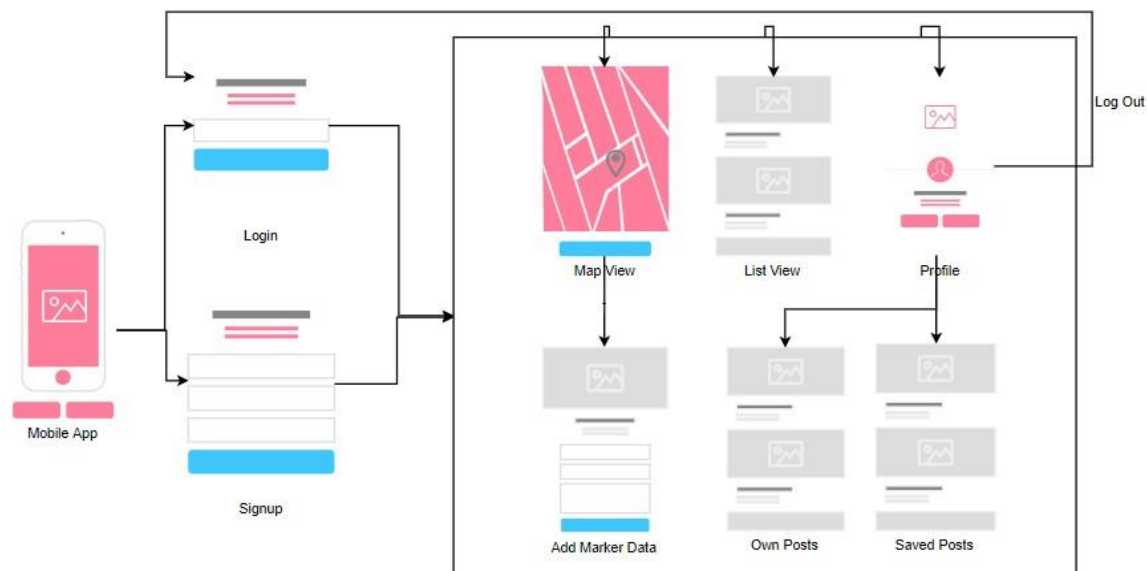 Log Out
Login
Map View
List View
Profile
Mobile App
Signup
Add Marker Data
Own Posts
Saved Posts